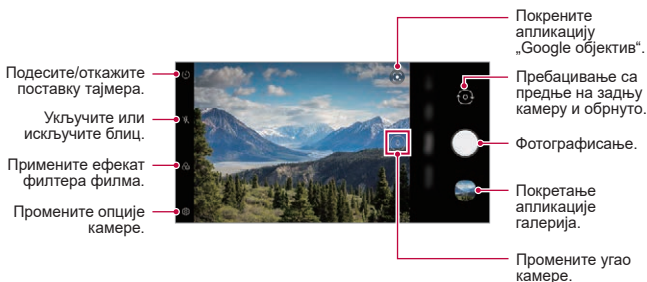 Покрените
апликацију
„Google објектив“.
Подесите/откажите
поставку тајмера.
Пребацивање са
предње на задњу
камеру и обрнуто.
Укључите или
искључите блиц.
Фотографисање.
Примените ефекат
филтера филма.
Покретање
апликације
галерија.
Промените опције
камере.
Промените угао
камере.